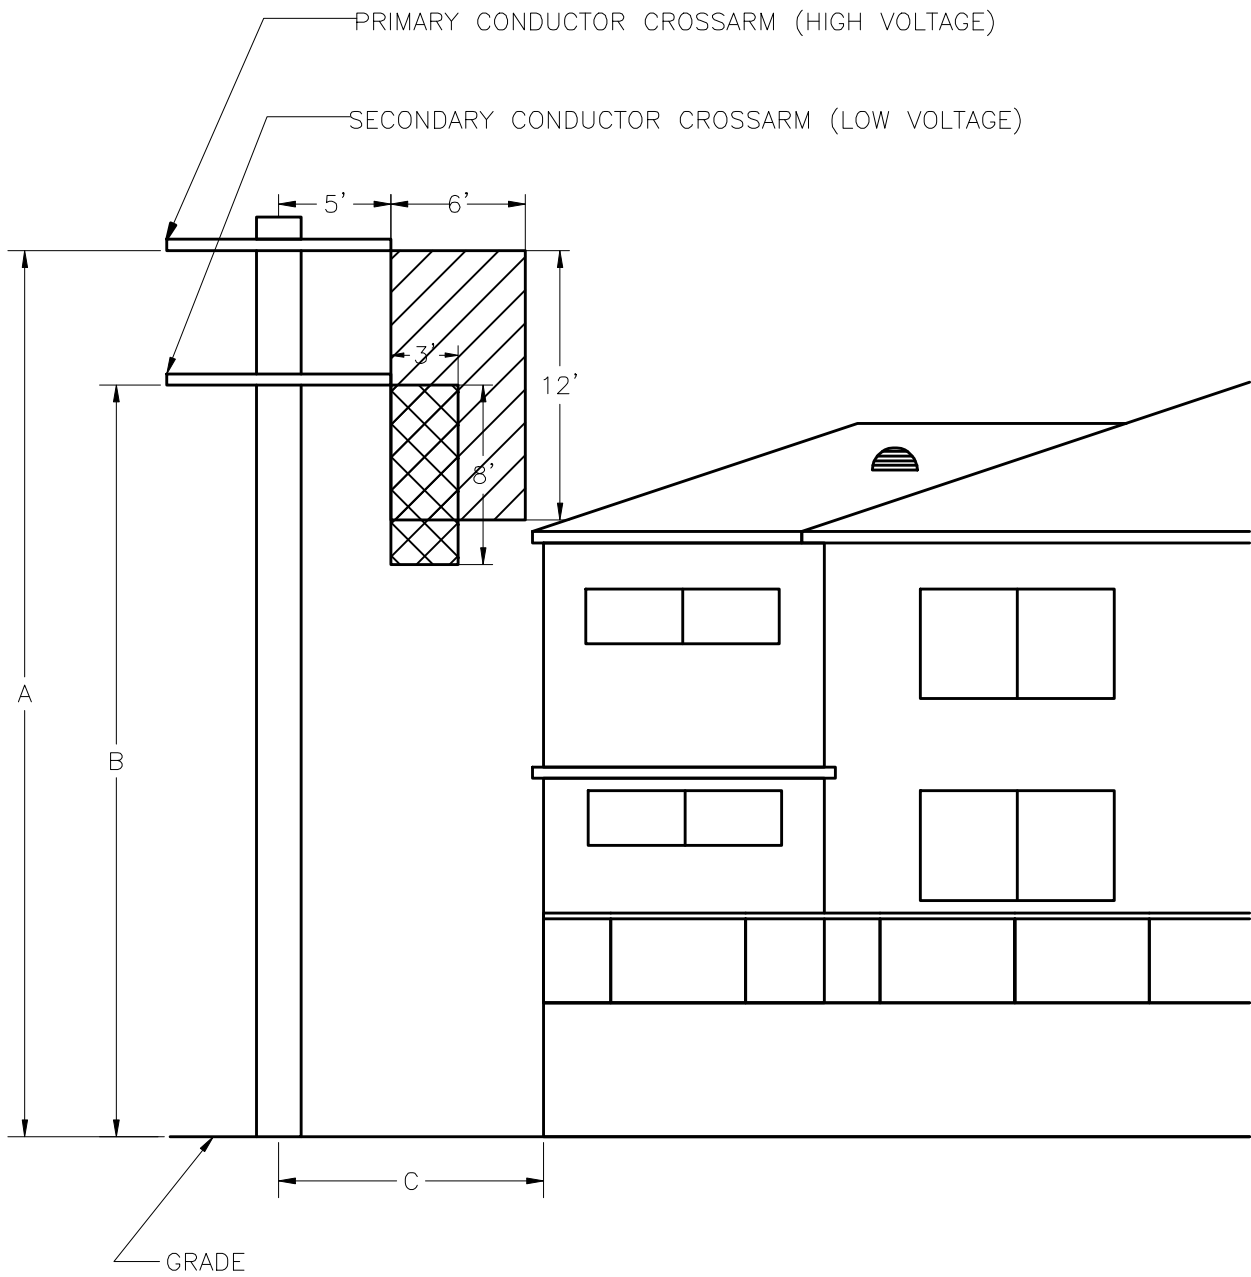 PRIMARY CONDUCTOR CROSSARM (HIGH VOLTAGE)
SECONDARY CONDUCTOR CROSSARM (LOW VOLTAGE)
5' 6'
3'
12'
8'
A
B
C
GRADE